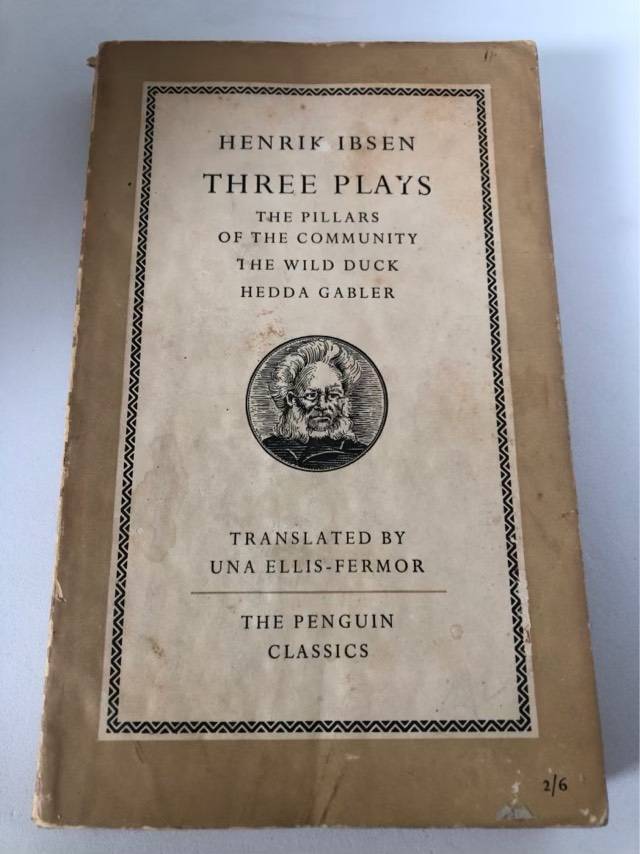 HENRIK IBSEN
THREE PLAYS
THE PILLARS
OF THE COMMUNITY
THE WILD DUCK
HEDDA GABLER
TRANSLATED BY
UNA ELLIS-FERMOR
THE PENGUIN
CLASSICS
2/6